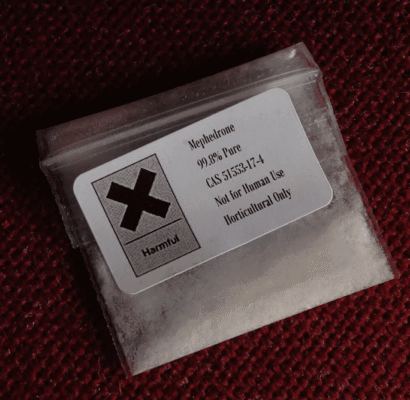 Mephedrone
99.8% Pure
CAS 51553-17-4
Not for Human Use
Horticultural Only
Harmful